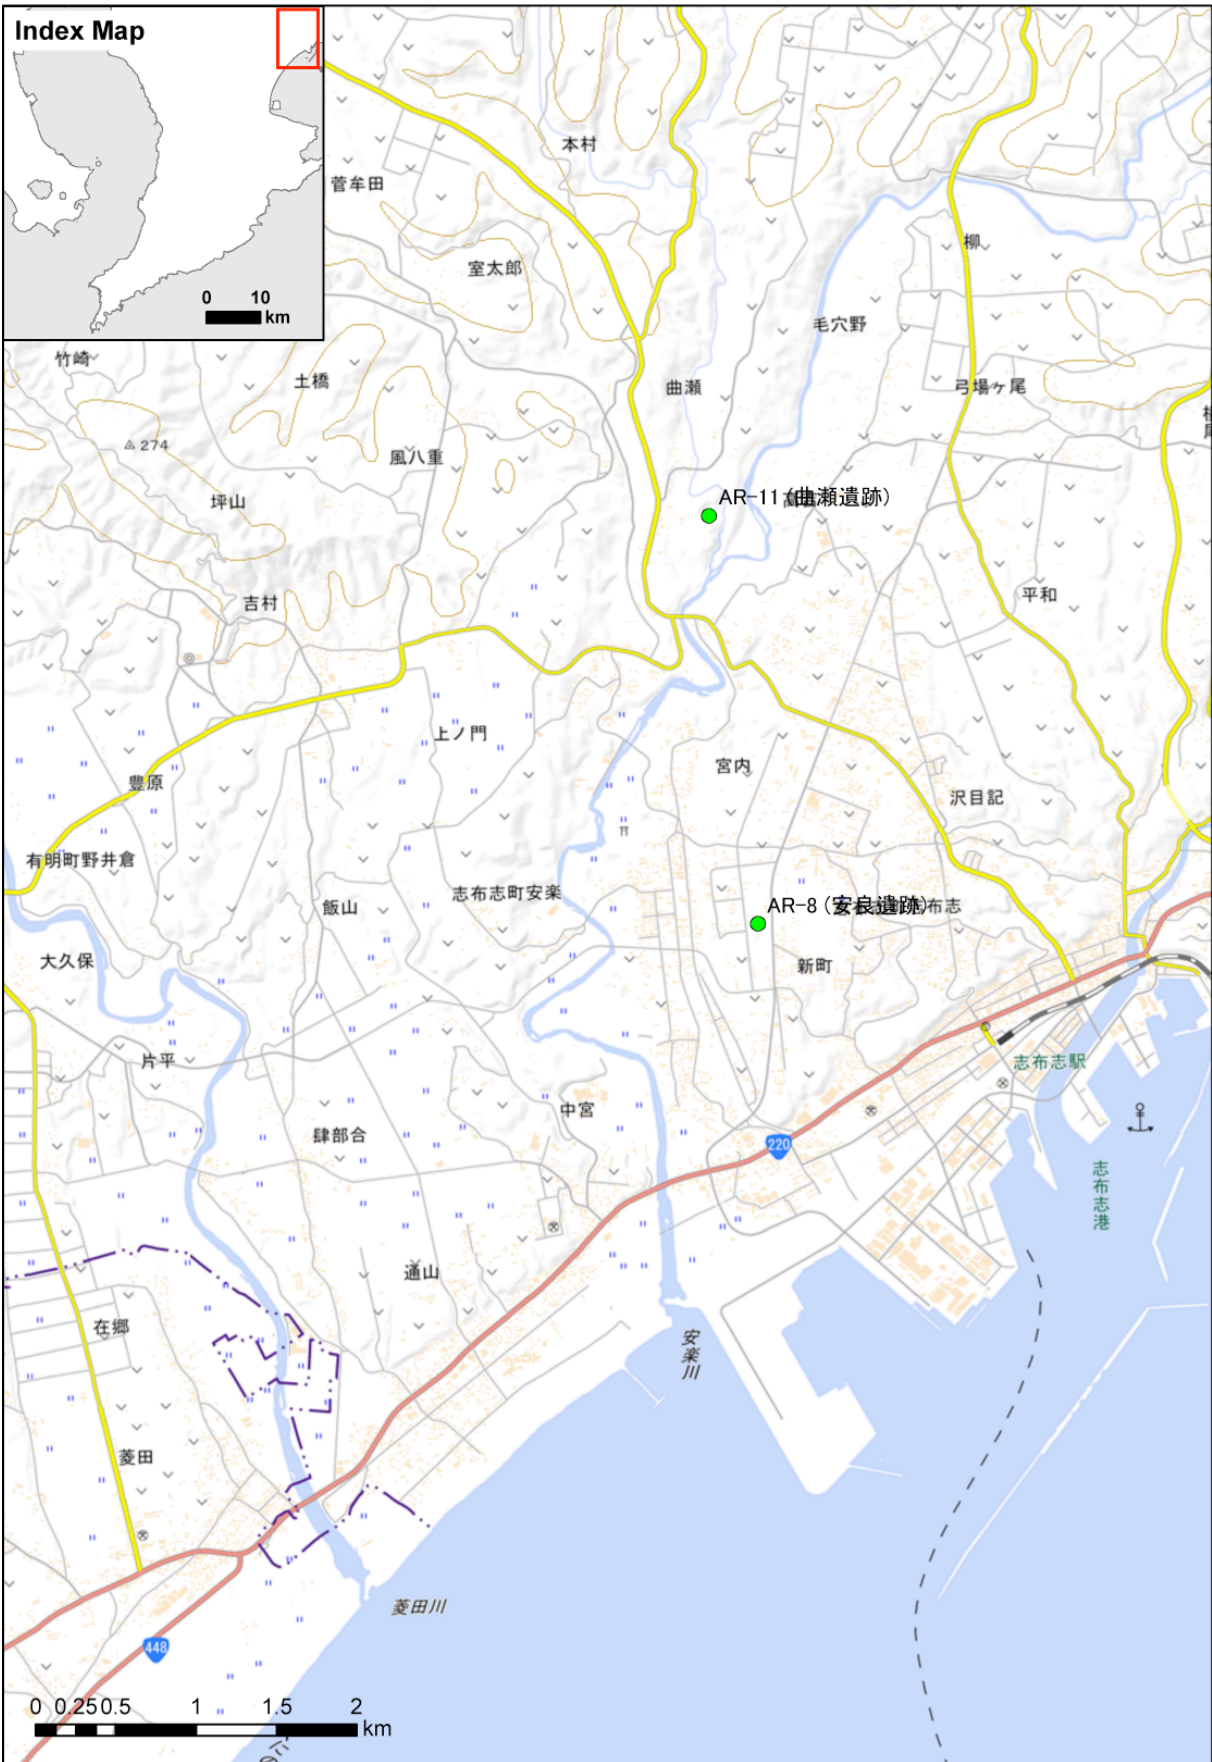 Index Map
0 10
km
本村
菅牟田
柳
室太郎
毛穴野
竹崎
土橋
曲瀬
弓場ヶ尾
274
風八重
坪山
AR-11 (曲瀬遺跡)
吉村
平和
上ノ門
宮内
豊原
沢目記
有明町野井倉
飯山
志布志町安楽
AR-8 (安良遺跡)
布志
大久保
新町
片平
志布志駅
中宮
肆部合
220
志布志港
通山
在郷
安楽川
菱田
菱田川
448
0 0.25 0.5 1 1.5 2
km